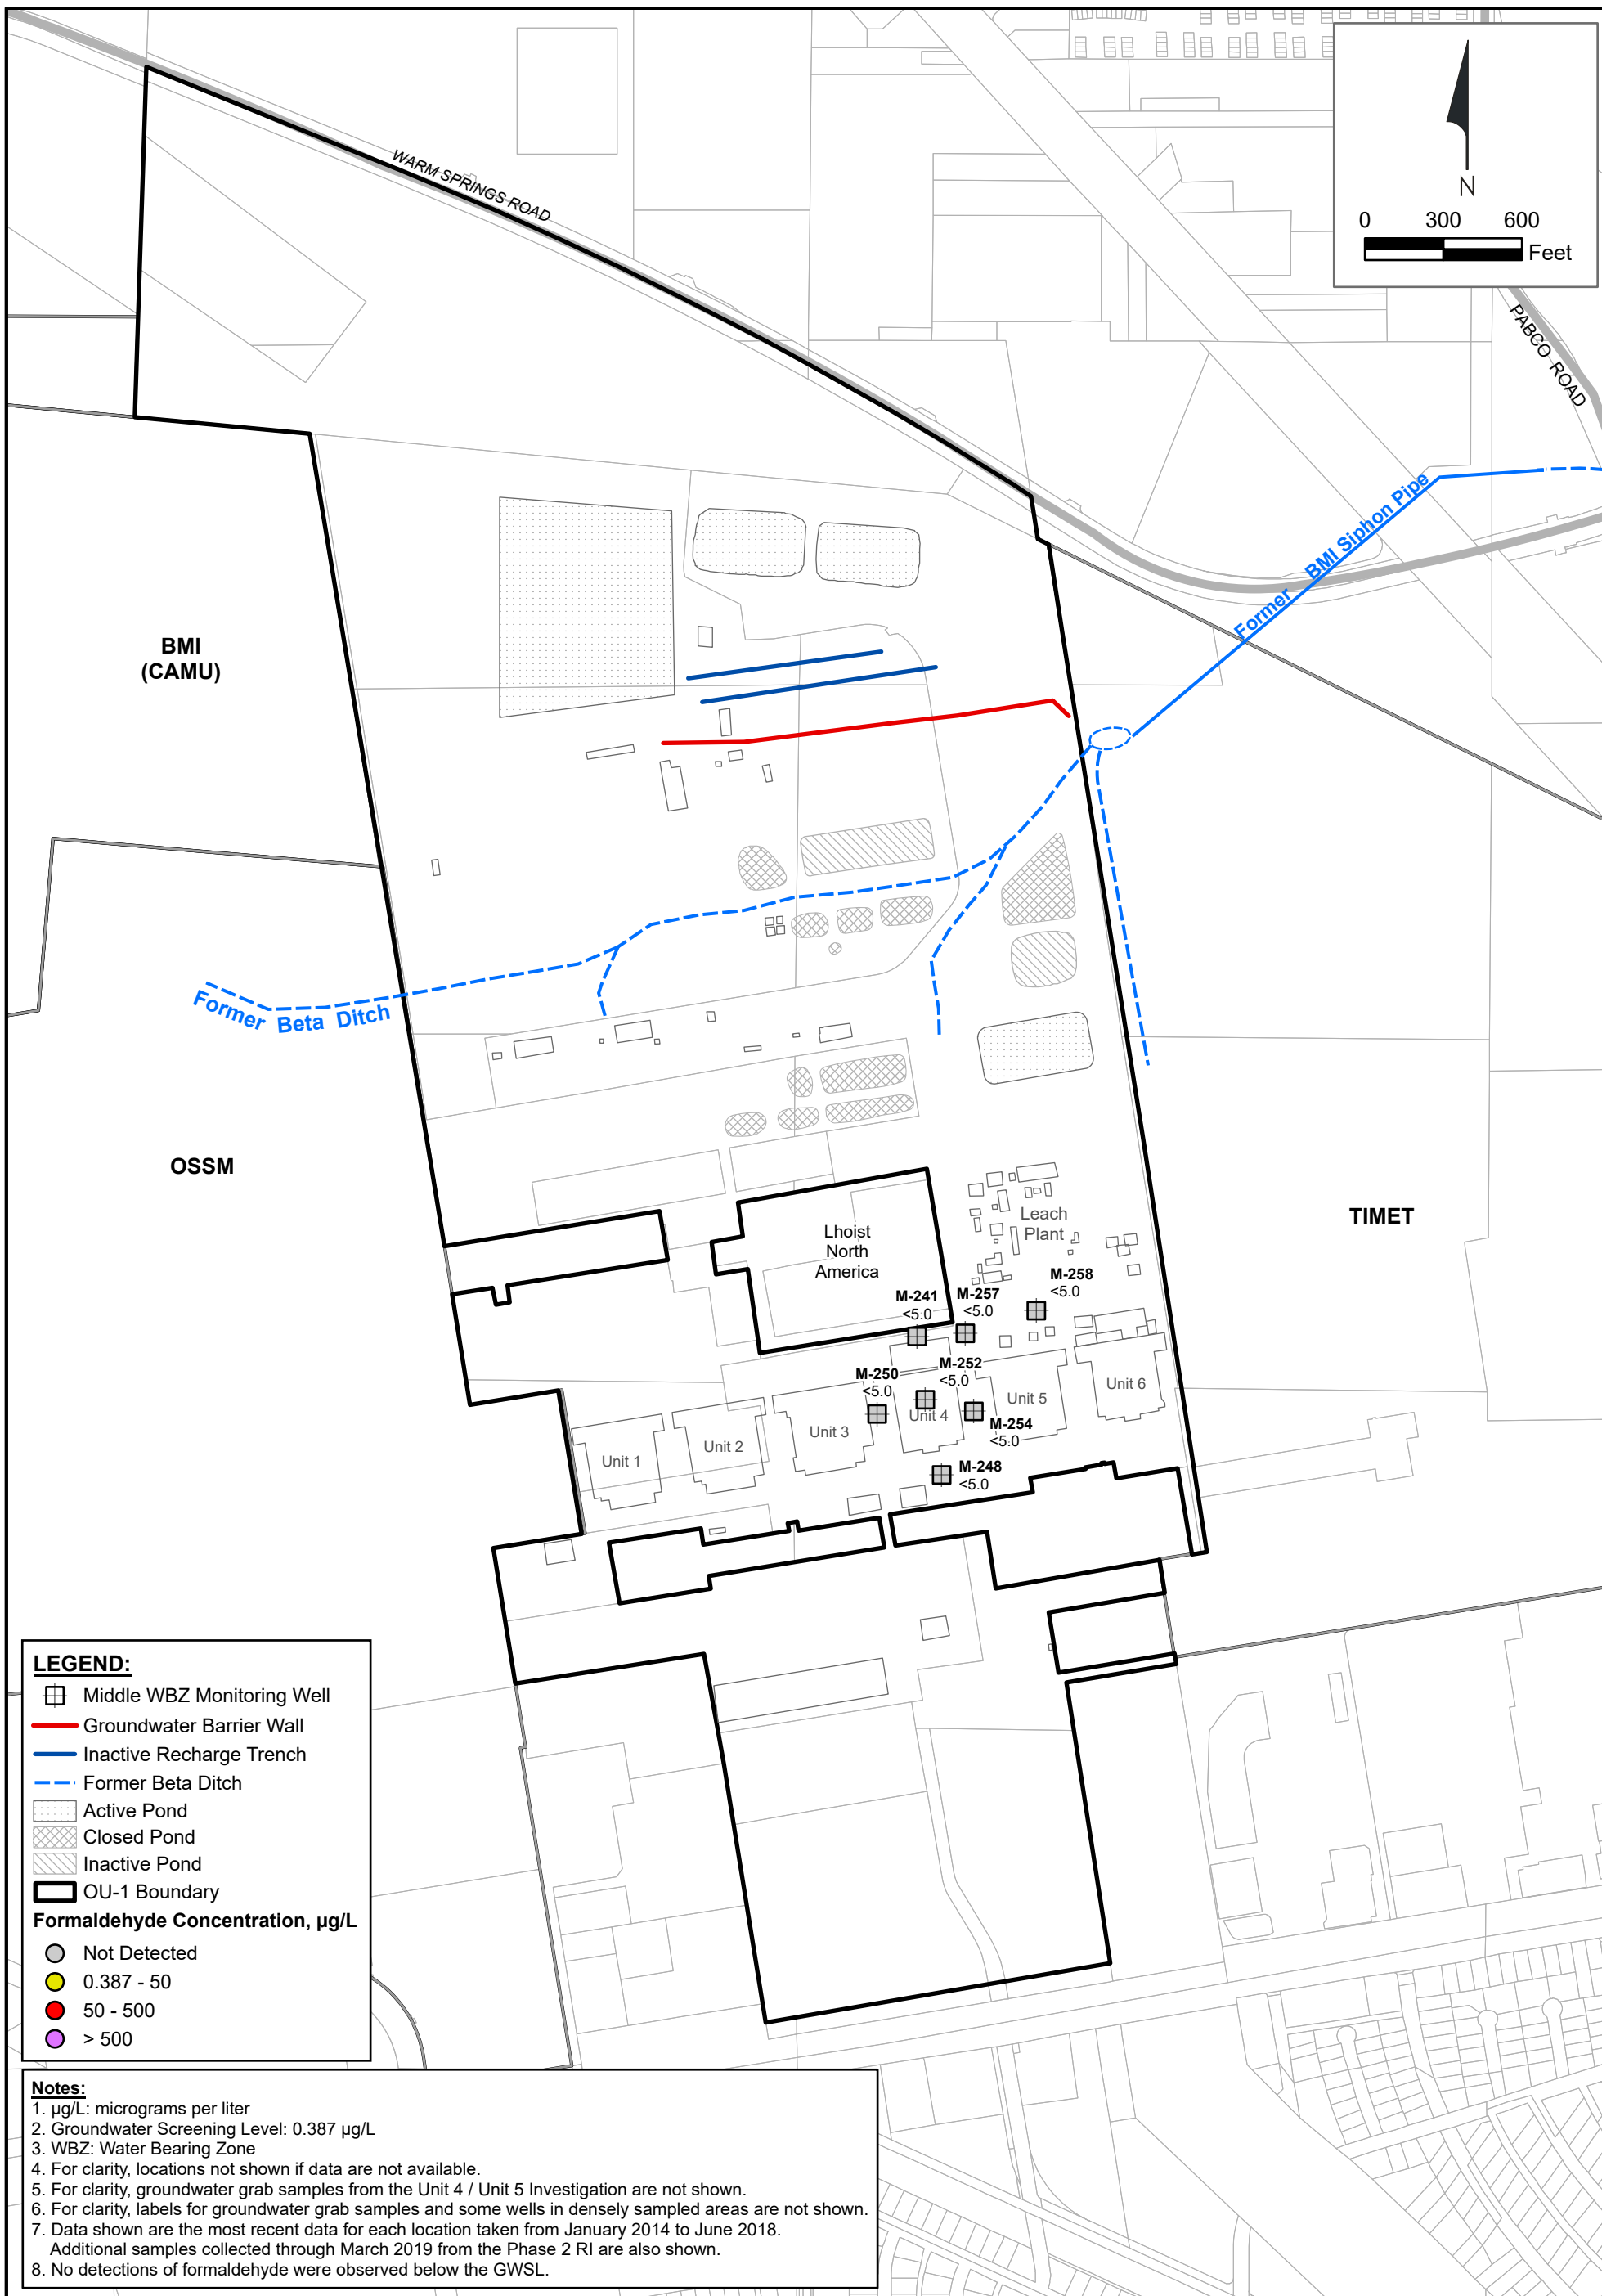 WARM SPRINGS ROAD
N
0 300 600
Feet
PABCO ROAD
Former BMI Siphon Pipe
BMI
(CAMU)
Former Beta Ditch
OSSM
TIMET
Lhoist
North
America
Leach
Plant
M-258
<5.0
M-241
<5.0
M-257
<5.0
M-250
<5.0
M-252
<5.0
M-254
<5.0
M-248
<5.0
Unit 1
Unit 2
Unit 3
Unit 4
Unit 5
Unit 6
LEGEND:
Middle WBZ Monitoring Well
Groundwater Barrier Wall
Inactive Recharge Trench
Former Beta Ditch
Active Pond
Closed Pond
Inactive Pond
OU-1 Boundary
Formaldehyde Concentration, µg/L
Not Detected
0.387 - 50
50 - 500
> 500
Notes:
1. µg/L: micrograms per liter
2. Groundwater Screening Level: 0.387 µg/L
3. WBZ: Water Bearing Zone
4. For clarity, locations not shown if data are not available.
5. For clarity, groundwater grab samples from the Unit 4 / Unit 5 Investigation are not shown.
6. For clarity, labels for groundwater grab samples and some wells in densely sampled areas are not shown.
7. Data shown are the most recent data for each location taken from January 2014 to June 2018.
Additional samples collected through March 2019 from the Phase 2 RI are also shown.
8. No detections of formaldehyde were observed below the GWSL.